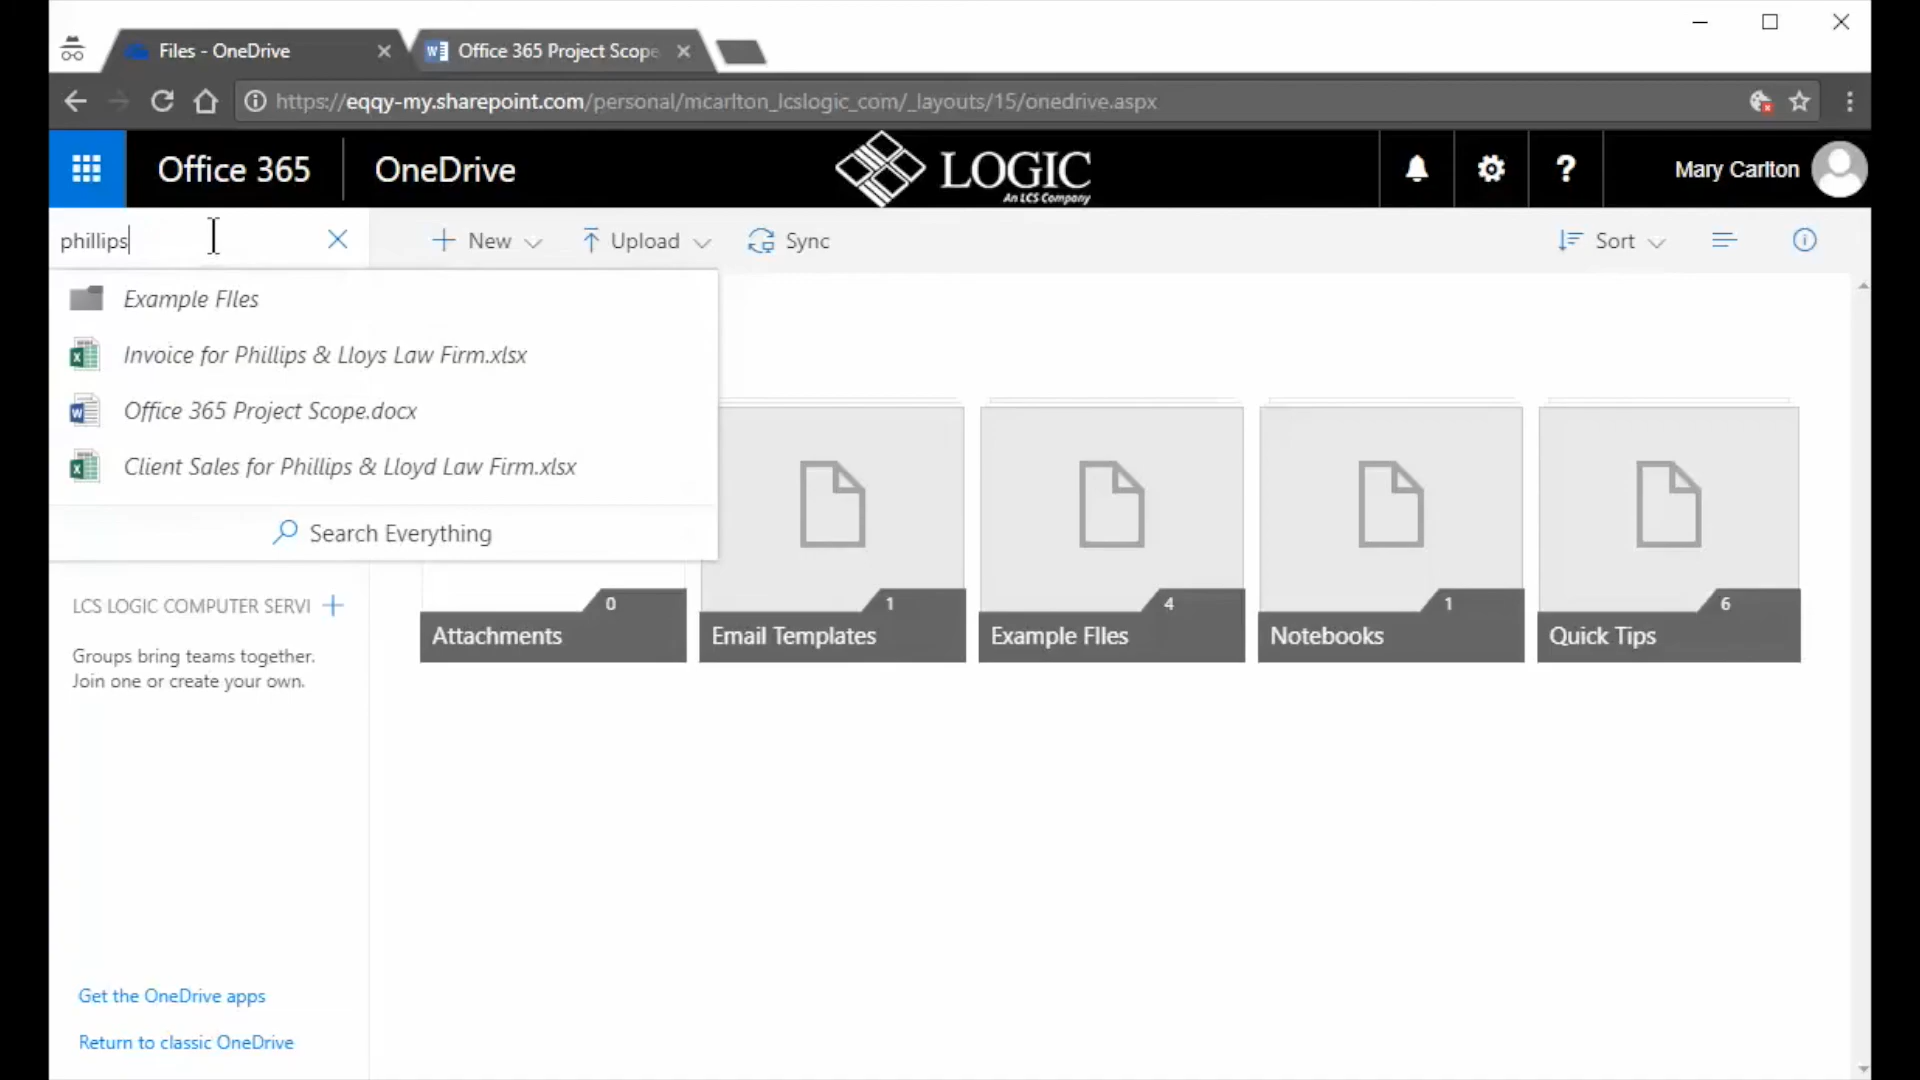 Files - OneDrive
Office 365 Project Scope
https://eqqy-my.sharepoint.com/personal/mcarlton_lcslogic_com/_layouts/15/onedrive.aspx
Office 365
OneDrive
LOGIC
An LCS Company
?
Mary Carlton
phillips
New
Upload
Sync
Sort
Example FIles
Invoice for Phillips & Lloys Law Firm.xlsx
Office 365 Project Scope.docx
Client Sales for Phillips & Lloyd Law Firm.xlsx
Search Everything
LCS LOGIC COMPUTER SERVI
Groups bring teams together.
Join one or create your own.
0
Attachments
1
Email Templates
4
Example FIles
1
Notebooks
6
Quick Tips
Get the OneDrive apps
Return to classic OneDrive